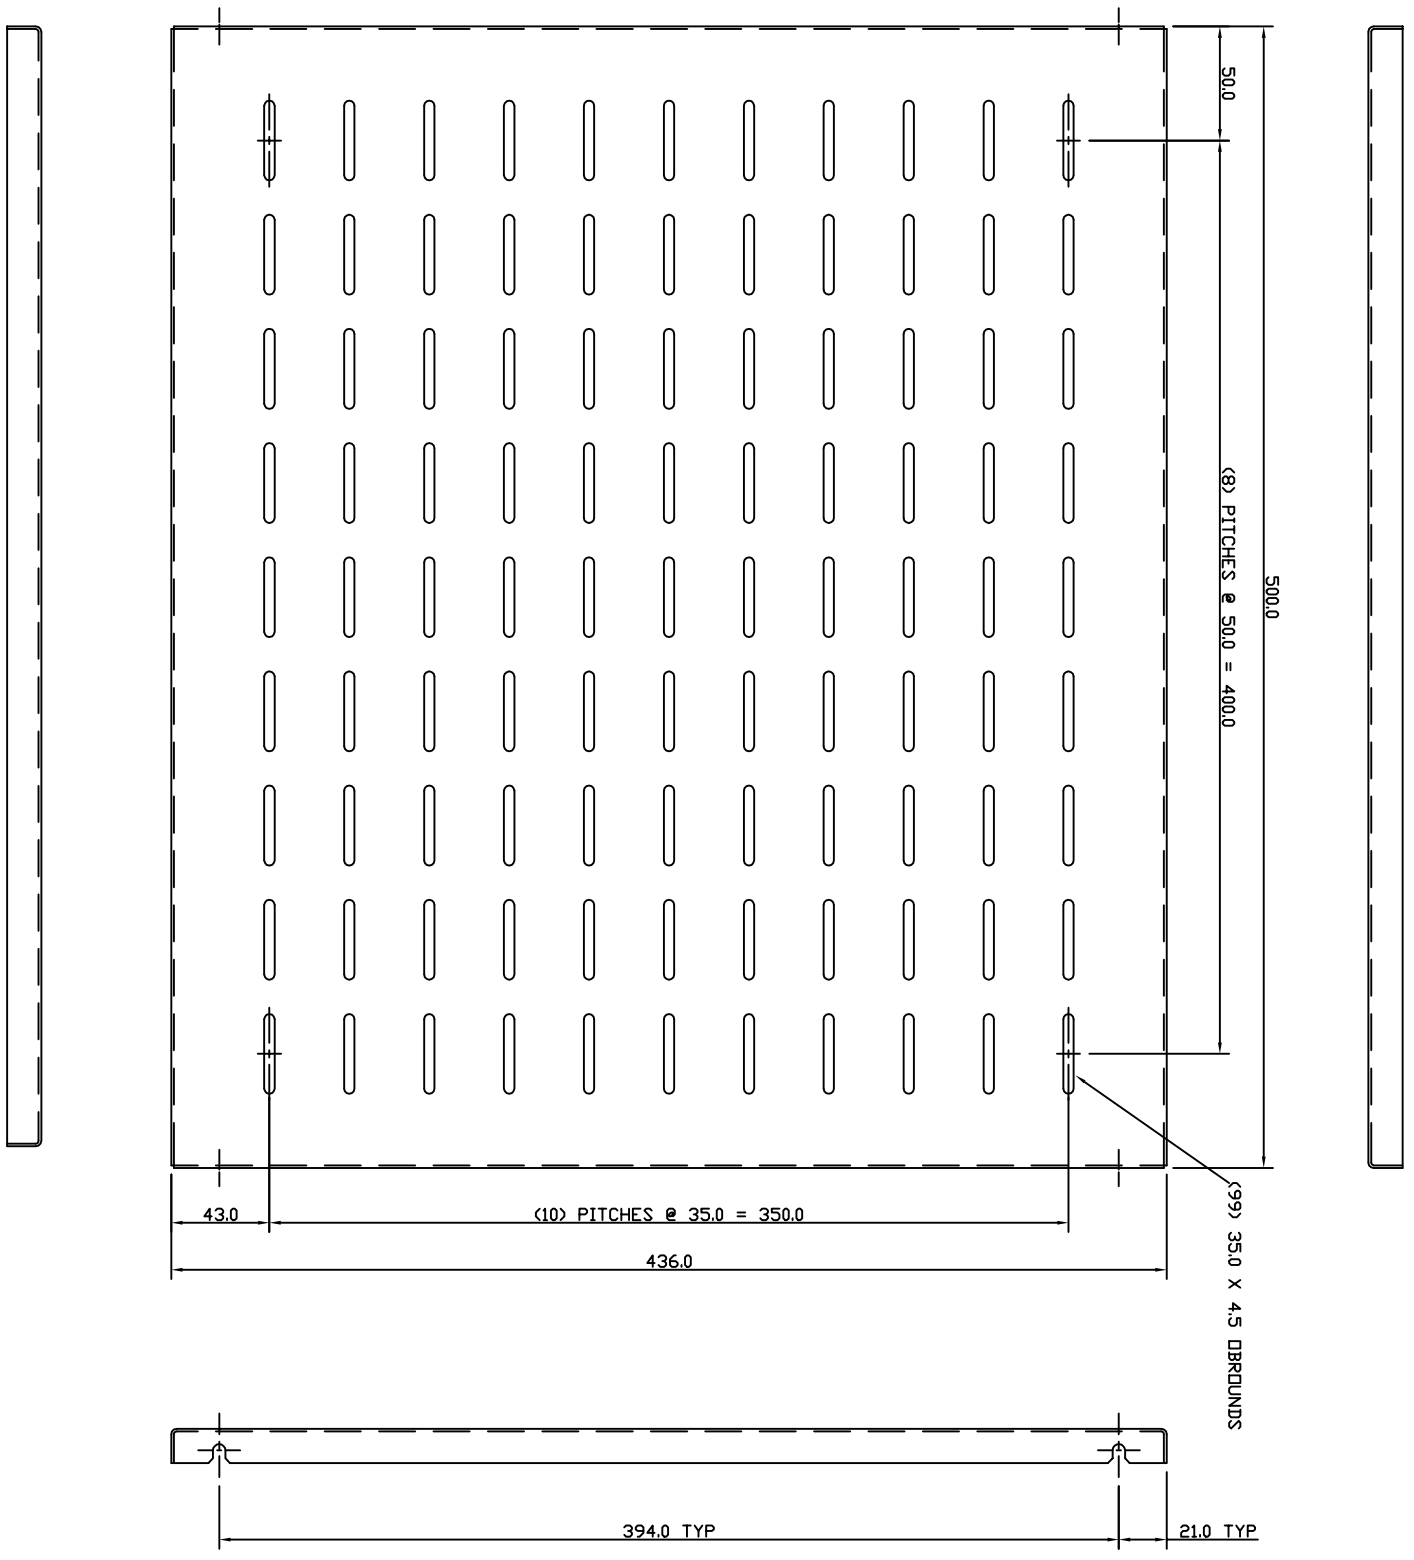 50.0
500.0
(8) PITCHES @ 50.0 = 400.0
(99) 35.0 X 4.5 OBROUNDS
43.0
(10) PITCHES @ 35.0 = 350.0
436.0
394.0 TYP
21.0 TYP